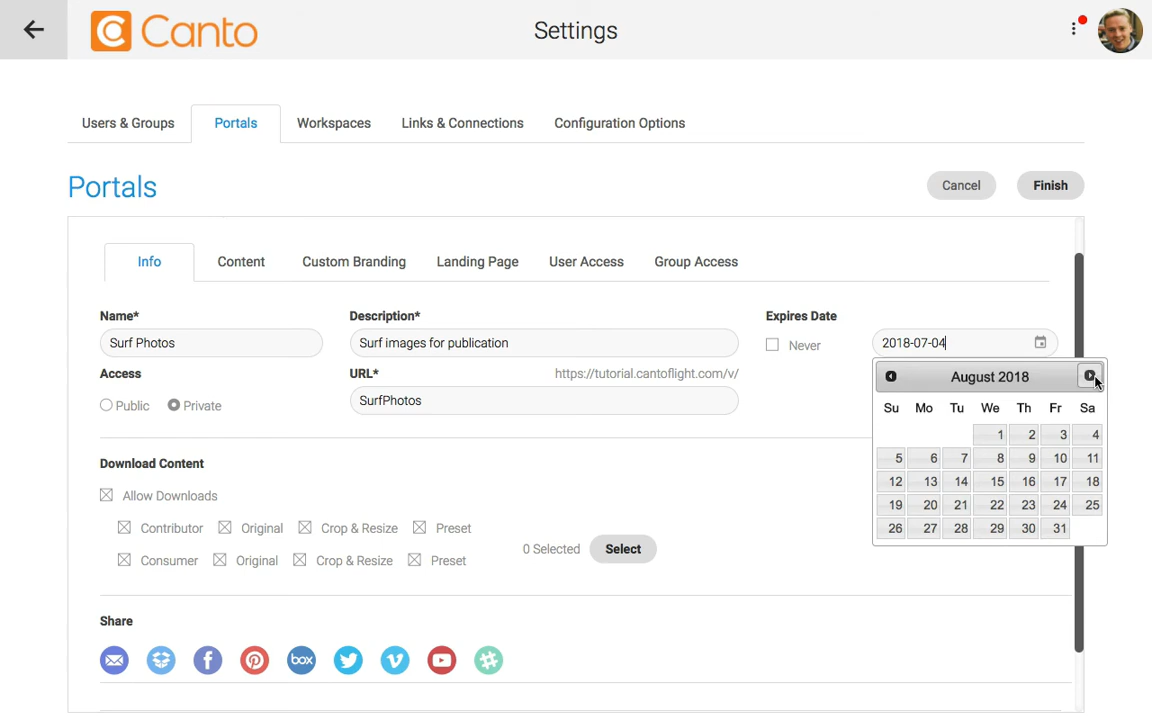 Canto
Settings
Users & Groups Portals Workspaces Links & Connections Configuration Options
Portals Cancel Finish
Info Content Custom Branding Landing Page User Access Group Access
Name* Description* Expires Date
Surf Photos Surf images for publication Never 2018-07-04
Access URL* https://tutorial.cantoflight.com/v/ August 2018
Public Private SurfPhotos Su Mo Tu We Th Fr Sa
1 2 3 4
5 6 7 8 9 10 11
12 13 14 15 16 17 18
19 20 21 22 23 24 25
26 27 28 29 30 31
Download Content
Allow Downloads
Contributor Original Crop & Resize Preset
0 Selected Select
Consumer Original Crop & Resize Preset
Share
box